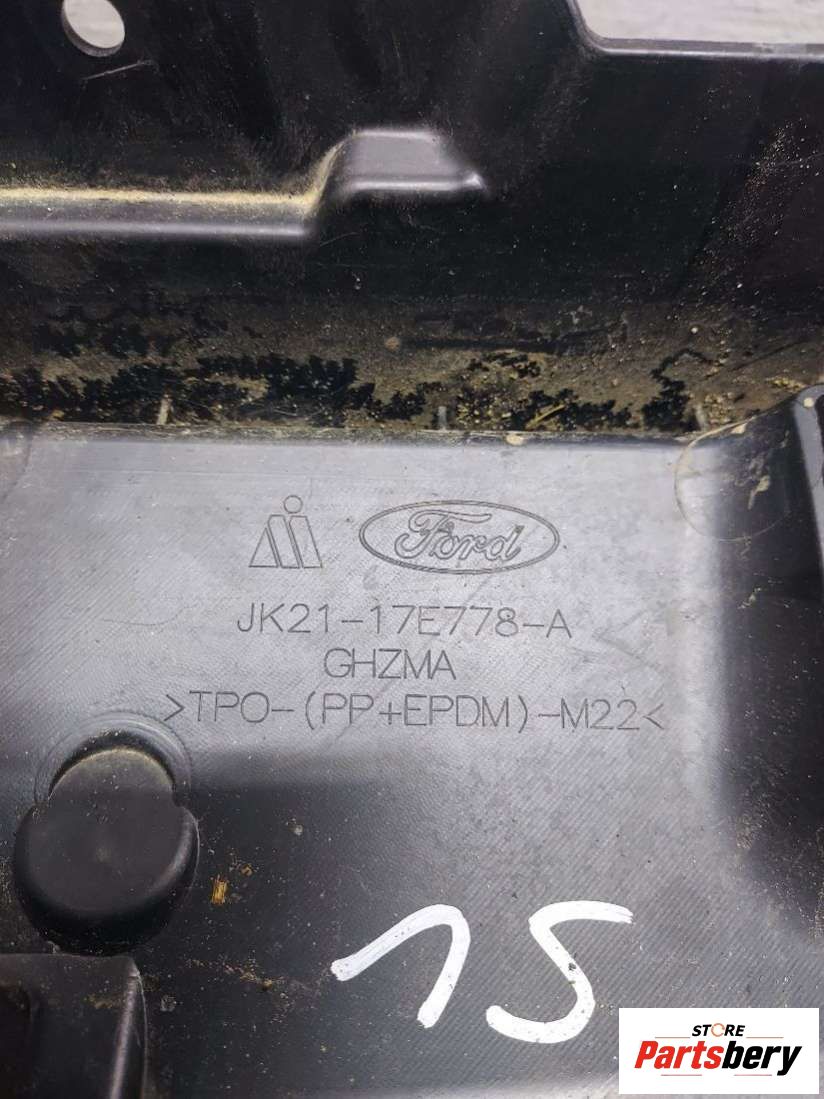 Ford
JK21-17E778-A
GHZMA
>TPO-(PP+EPDM)-M22<
15
STORE
Partsbery